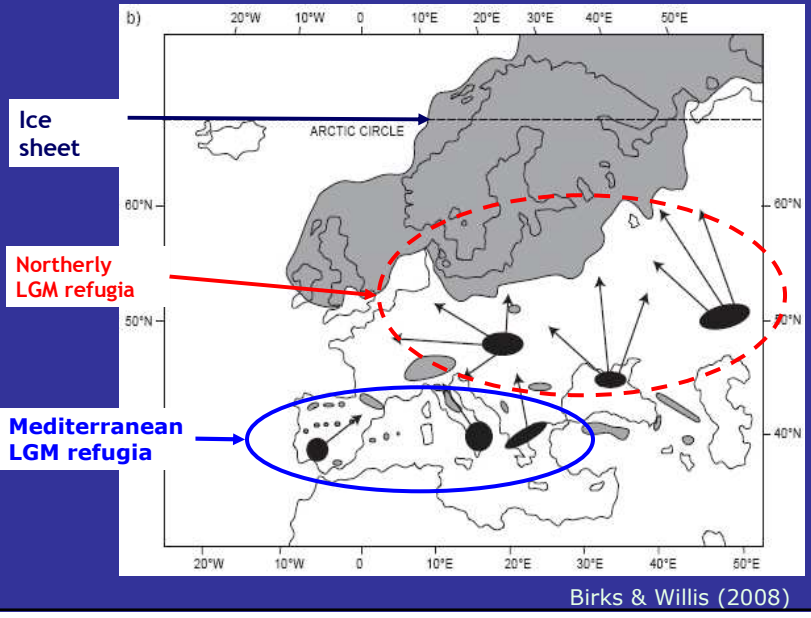 b)
20°W 10°W 0 10°E 20°E 30°E 40°E 50°E
Ice
sheet
ARCTIC CIRCLE
60°N
60°N
Northerly
LGM refugia
50°N
50°N
Mediterranean
LGM refugia
40°N
20°W 10°W 0 10°E 20°E 30°E 40°E 50°E
Birks & Willis (2008)